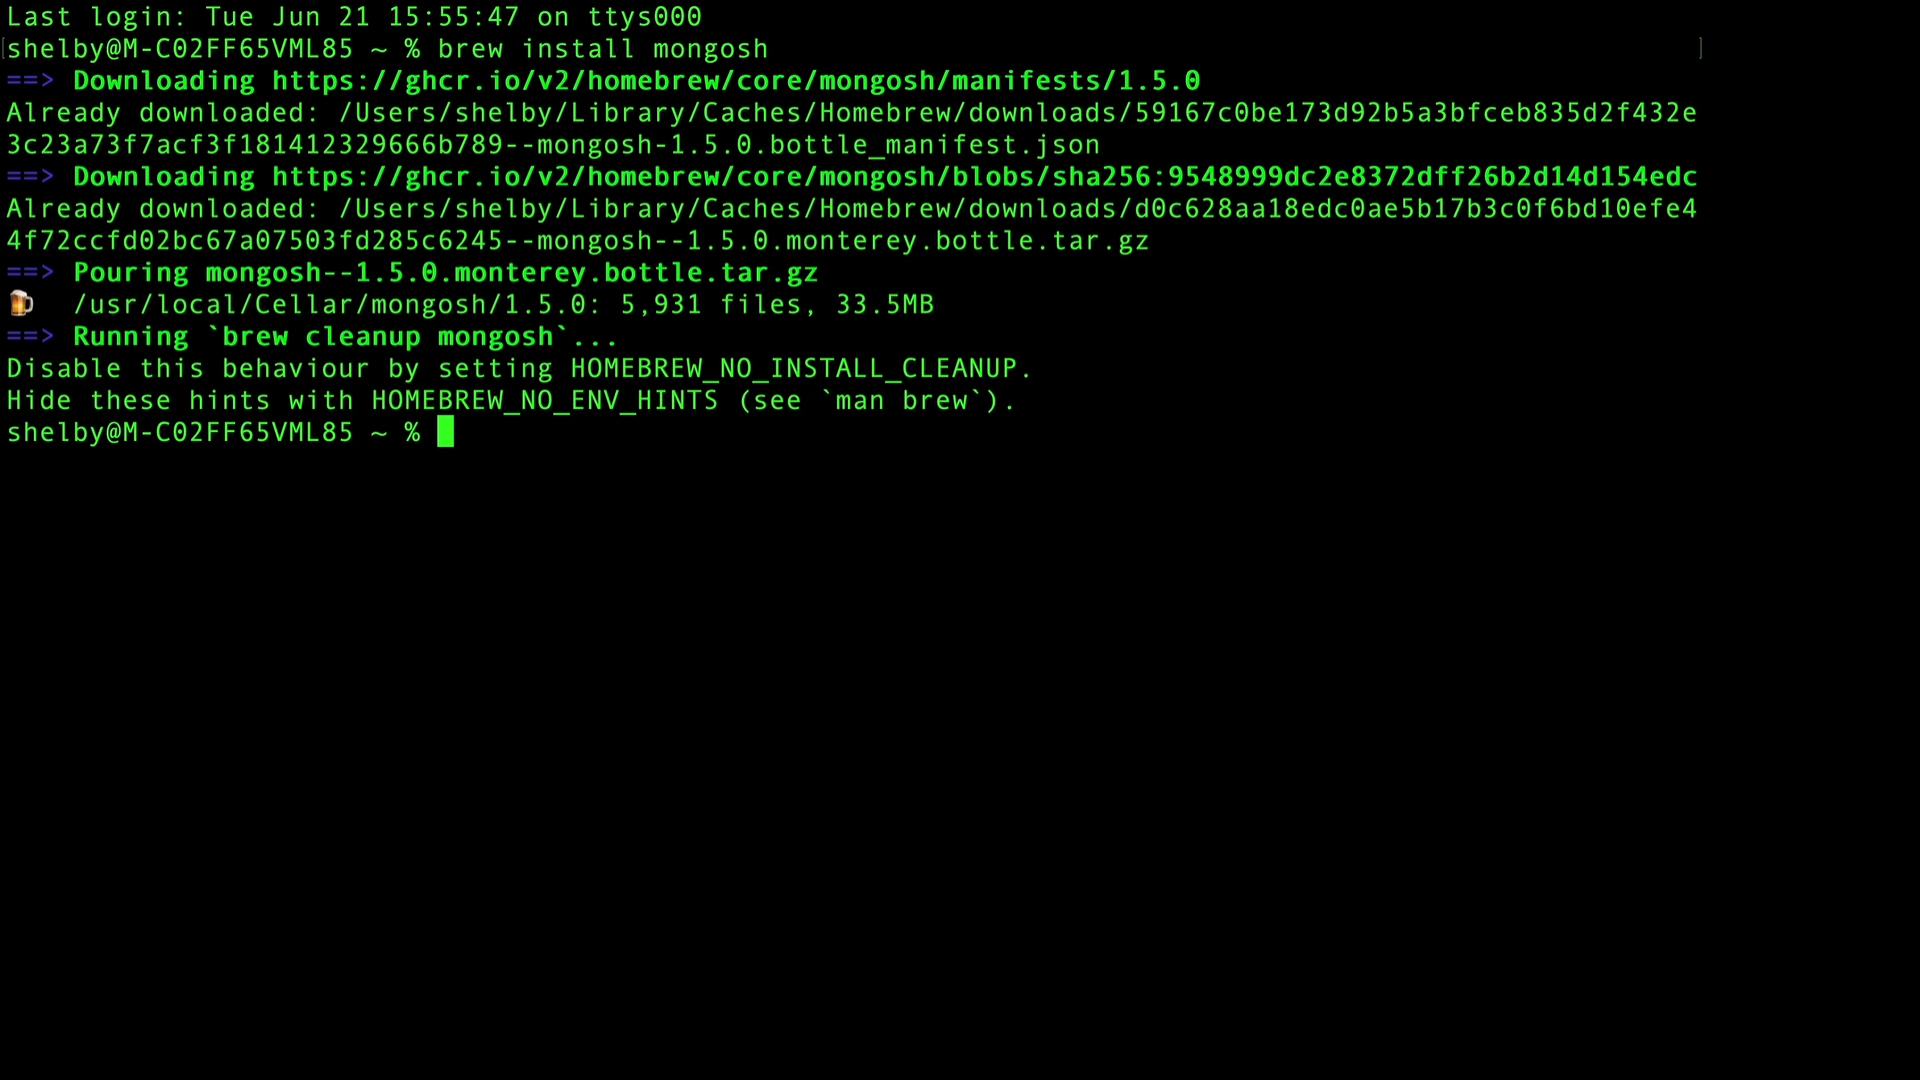 Last login: Tue Jun 21 15:55:47 on ttys000
[shelby@M-C02FF65VML85 ~ % brew install mongosh ]
==> Downloading https://ghcr.io/v2/homebrew/core/mongosh/manifests/1.5.0
Already downloaded: /Users/shelby/Library/Caches/Homebrew/downloads/59167c0be173d92b5a3bfceb835d2f432e
3c23a73f7acf3f181412329666b789--mongosh-1.5.0.bottle_manifest.json
==> Downloading https://ghcr.io/v2/homebrew/core/mongosh/blobs/sha256:9548999dc2e8372dff26b2d14d154edc
Already downloaded: /Users/shelby/Library/Caches/Homebrew/downloads/d0c628aa18edc0ae5b17b3c0f6bd10efe4
4f72ccfd02bc67a07503fd285c6245--mongosh--1.5.0.monterey.bottle.tar.gz
==> Pouring mongosh--1.5.0.monterey.bottle.tar.gz
🍺 /usr/local/Cellar/mongosh/1.5.0: 5,931 files, 33.5MB
==> Running `brew cleanup mongosh`...
Disable this behaviour by setting HOMEBREW_NO_INSTALL_CLEANUP.
Hide these hints with HOMEBREW_NO_ENV_HINTS (see `man brew`).
shelby@M-C02FF65VML85 ~ %